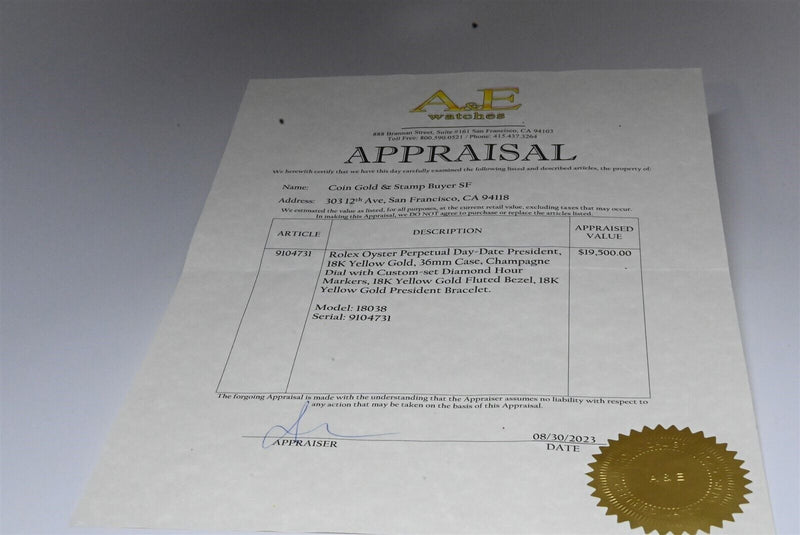 A&E
watches
888 Brannan Street, Suite #161 San Francisco, CA 94103
Toll Free: 800.590.0521 / Phone: 415.437.3264
APPRAISAL
We herewith certify that we have this day carefully examined the following listed and described articles, the property of:
Name: Coin Gold & Stamp Buyer SF
Address: 303 12th Ave, San Francisco, CA 94118
We estimated the value as listed, for all purposes, at the current retail value, excluding taxes that may occur.
In making this Appraisal, we DO NOT agree to purchase or replace the articles listed.
ARTICLE DESCRIPTION APPRAISED
VALUE
9104731 Rolex Oyster Perpetual Day-Date President, $19,500.00
18K Yellow Gold, 36mm Case, Champagne
Dial with Custom-set Diamond Hour
Markers, 18K Yellow Gold Fluted Bezel, 18K
Yellow Gold President Bracelet.
Model: 18038
Serial: 9104731
The forgoing Appraisal is made with the understanding that the Appraiser assumes no liability with respect to
any action that may be taken on the basis of this Appraisal.
08/30/2023
APPRAISER DATE
A & E